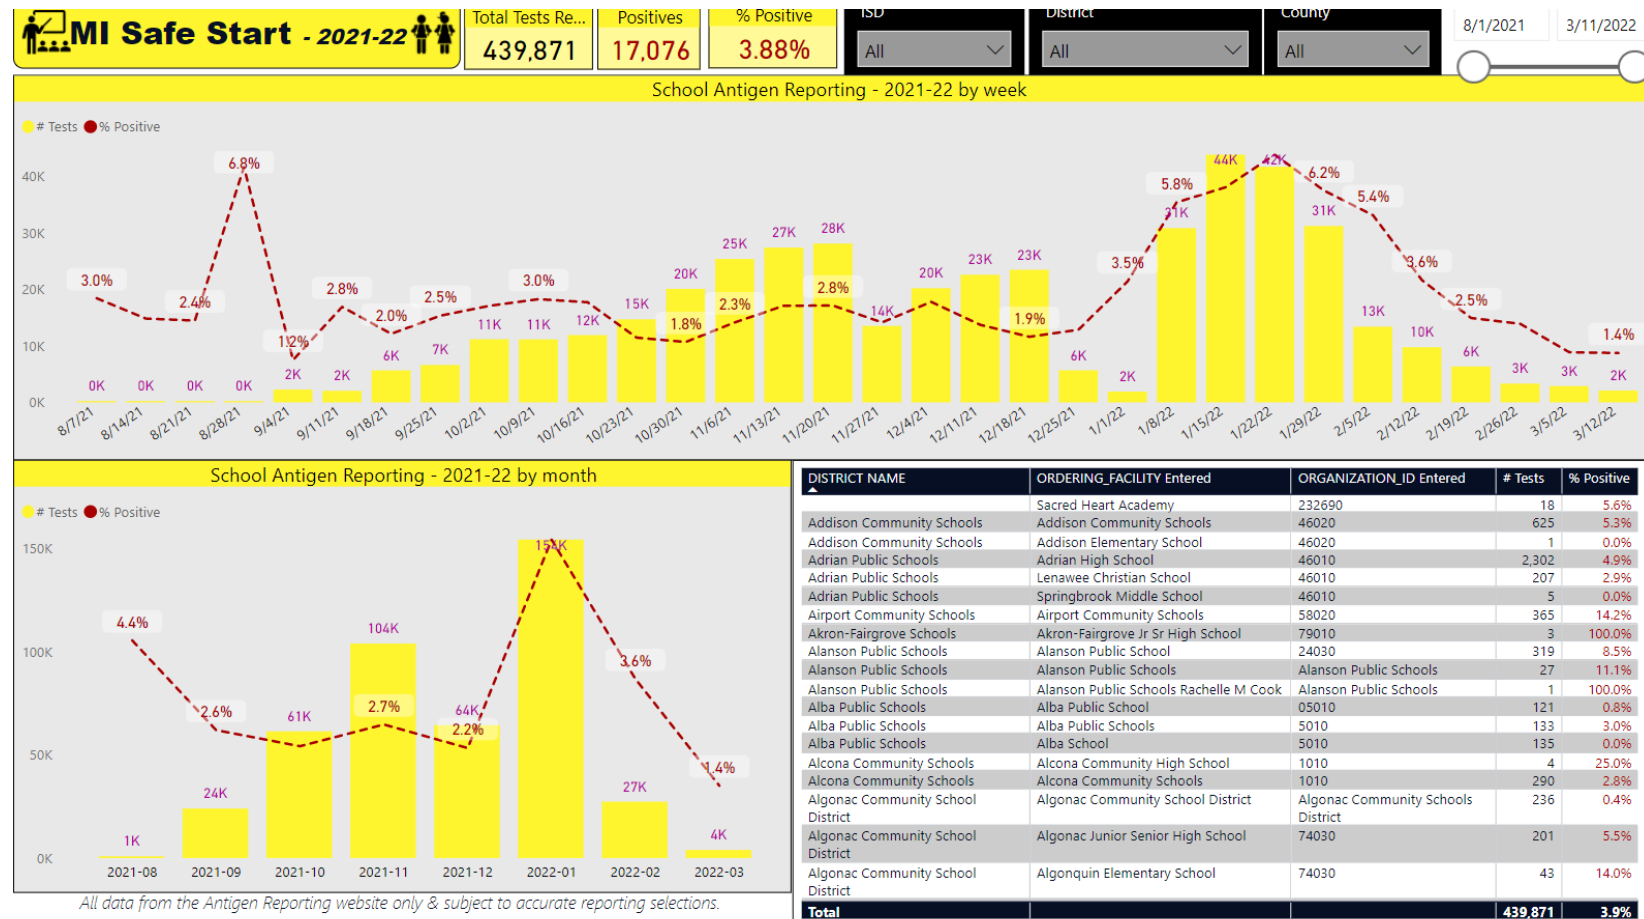 MI Safe Start - 2021-22
Total Tests Re...
439,871
Positives
17,076
% Positive
3.88%
ISD
All
District
All
County
All
8/1/2021
3/11/2022
School Antigen Reporting - 2021-22 by week
# Tests % Positive
40K
30K
20K
10K
0K
3.0%
2.4%
6.8%
1.2%
2.8%
2.0%
2.5%
3.0%
1.8%
2.3%
2.8%
1.9%
3.5%
5.8%
6.2%
5.4%
3.6%
2.5%
1.4%
0K 0K 0K 0K 2K 2K 6K 7K 11K 11K 12K 15K 20K 25K 27K 28K 14K 20K 23K 23K 6K 2K 31K 44K 42K 31K 13K 10K 6K 3K 3K 2K
8/7/21 8/14/21 8/21/21 8/28/21 9/4/21 9/11/21 9/18/21 9/25/21 10/2/21 10/9/21 10/16/21 10/23/21 10/30/21 11/6/21 11/13/21 11/20/21 11/27/21 12/4/21 12/11/21 12/18/21 12/25/21 1/1/22 1/8/22 1/15/22 1/22/22 1/29/22 2/5/22 2/12/22 2/19/22 2/26/22 3/5/22 3/12/22
School Antigen Reporting - 2021-22 by month
# Tests % Positive
150K
100K
50K
0K
4.4%
2.6%
2.7%
2.2%
3.6%
1.4%
1K 24K 61K 104K 64K 154K 27K 4K
2021-08 2021-09 2021-10 2021-11 2021-12 2022-01 2022-02 2022-03
All data from the Antigen Reporting website only & subject to accurate reporting selections.
DISTRICT NAME ORDERING_FACILITY Entered ORGANIZATION_ID Entered # Tests % Positive
Sacred Heart Academy 232690 18 5.6%
Addison Community Schools Addison Community Schools 46020 625 5.3%
Addison Community Schools Addison Elementary School 46020 1 0.0%
Adrian Public Schools Adrian High School 46010 2,302 4.9%
Adrian Public Schools Lenawee Christian School 46010 207 2.9%
Adrian Public Schools Springbrook Middle School 46010 5 0.0%
Airport Community Schools Airport Community Schools 58020 365 14.2%
Akron-Fairgrove Schools Akron-Fairgrove Jr Sr High School 79010 3 100.0%
Alanson Public Schools Alanson Public School 24030 319 8.5%
Alanson Public Schools Alanson Public Schools Alanson Public Schools 27 11.1%
Alanson Public Schools Alanson Public Schools Rachelle M Cook Alanson Public Schools 1 100.0%
Alba Public Schools Alba Public School 05010 121 0.8%
Alba Public Schools Alba Public Schools 5010 133 3.0%
Alba Public Schools Alba School 5010 135 0.0%
Alcona Community Schools Alcona Community High School 1010 4 25.0%
Alcona Community Schools Alcona Community Schools 1010 290 2.8%
Algonac Community School Algonac Community School District Algonac Community Schools 236 0.4%
District District
Algonac Community School Algonac Junior Senior High School 74030 201 5.5%
District
Algonac Community School Algonquin Elementary School 74030 43 14.0%
District
Total 439,871 3.9%